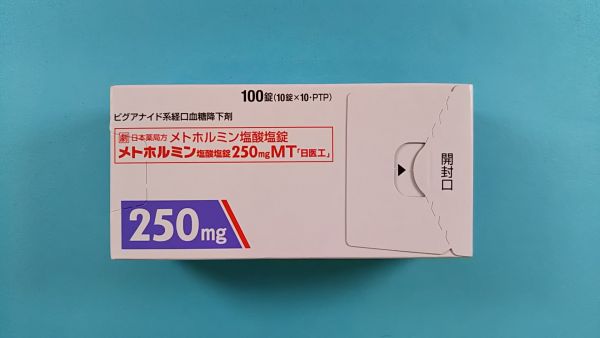 100錠(10錠×10・PTP)
ビグアナイド系経口血糖降下剤
劇 日本薬局方 メトホルミン塩酸塩錠
メトホルミン塩酸塩錠250mgMT「日医工」
開封口
250mg